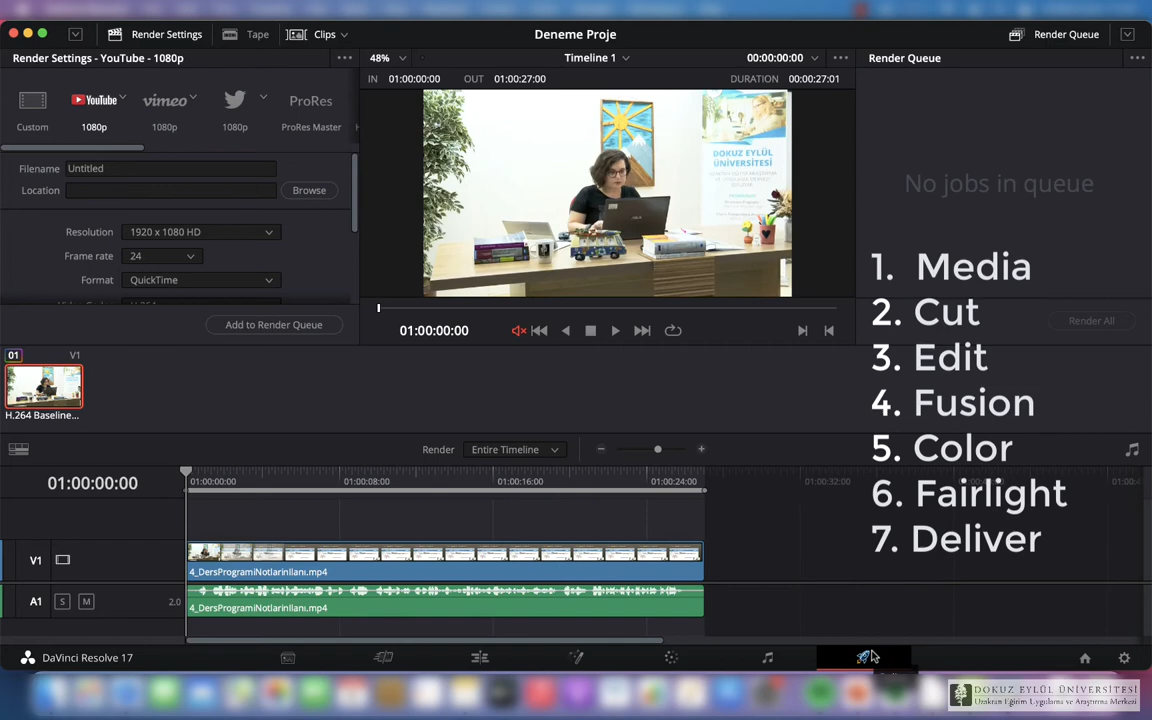 Render Settings
Tape
Clips
Deneme Proje
Render Queue
Render Settings - YouTube - 1080p
48%
Timeline 1
00:00:00:00
Render Queue
IN 01:00:00:00 OUT 01:00:27:00
DURATION 00:00:27:01
YouTube
vimeo
ProRes
Custom
1080p
1080p
1080p
ProRes Master
DOKUZ EYLÜL
ÜNİVERSİTESİ
Filename Untitled
Location
Browse
No jobs in queue
Resolution 1920 x 1080 HD
Frame rate 24
Format QuickTime
Add to Render Queue
01:00:00:00
Render All
1. Media
2. Cut
3. Edit
4. Fusion
5. Color
6. Fairlight
7. Deliver
01 V1
H.264 Baseline...
Render Entire Timeline
01:00:00:00
01:00:00:00
01:00:08:00
01:00:16:00
01:00:24:00
01:00:32:00
V1
4_DersProgramiNotlarinIlanı.mp4
A1 S M 2.0
4_DersProgramiNotlarinIlanı.mp4
DaVinci Resolve 17
DOKUZ EYLÜL ÜNİVERSİTESİ
Uzaktan Eğitim Uygulama ve Araştırma Merkezi